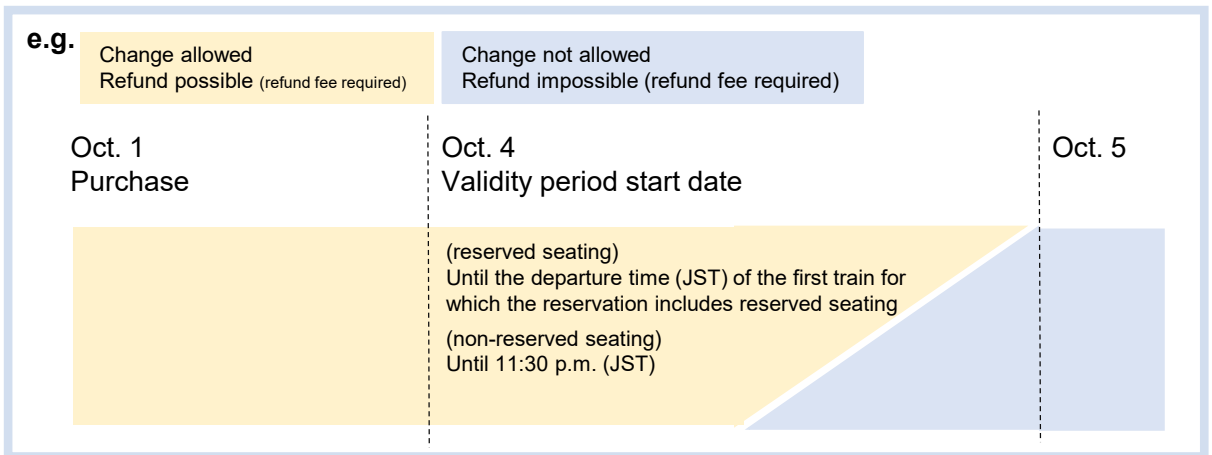 e.g.
Change allowed
Refund possible (refund fee required)
Change not allowed
Refund impossible (refund fee required)
Oct. 1
Purchase
Oct. 4
Validity period start date
Oct. 5
(reserved seating)
Until the departure time (JST) of the first train for
which the reservation includes reserved seating
(non-reserved seating)
Until 11:30 p.m. (JST)